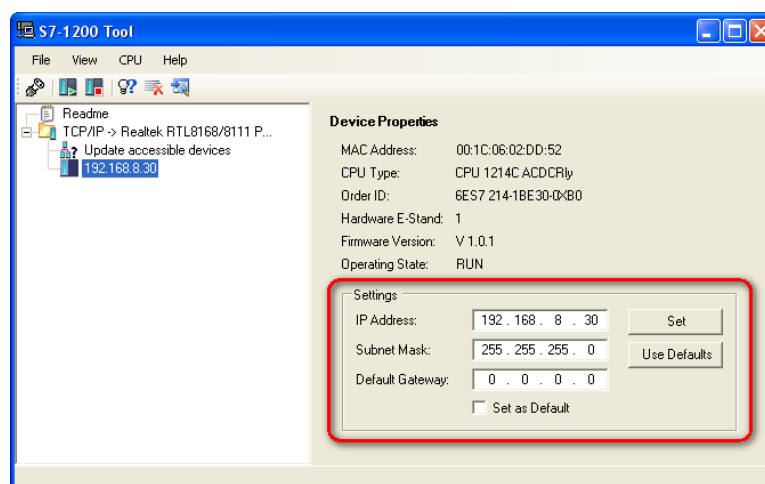 S7-1200 Tool
File View CPU Help
Readme
TCP/IP -> Realtek RTL8168/8111 P...
Update accessible devices
192.168.8.30
Device Properties
MAC Address: 00:1C:06:02:DD:52
CPU Type: CPU 1214C ACDCRly
Order ID: 6ES7 214-1BE30-0XB0
Hardware E-Stand: 1
Firmware Version: V 1.0.1
Operating State: RUN
Settings
IP Address: 192 . 168 . 8 . 30 Set
Subnet Mask: 255 . 255 . 255 . 0 Use Defaults
Default Gateway: 0 . 0 . 0 . 0
Set as Default